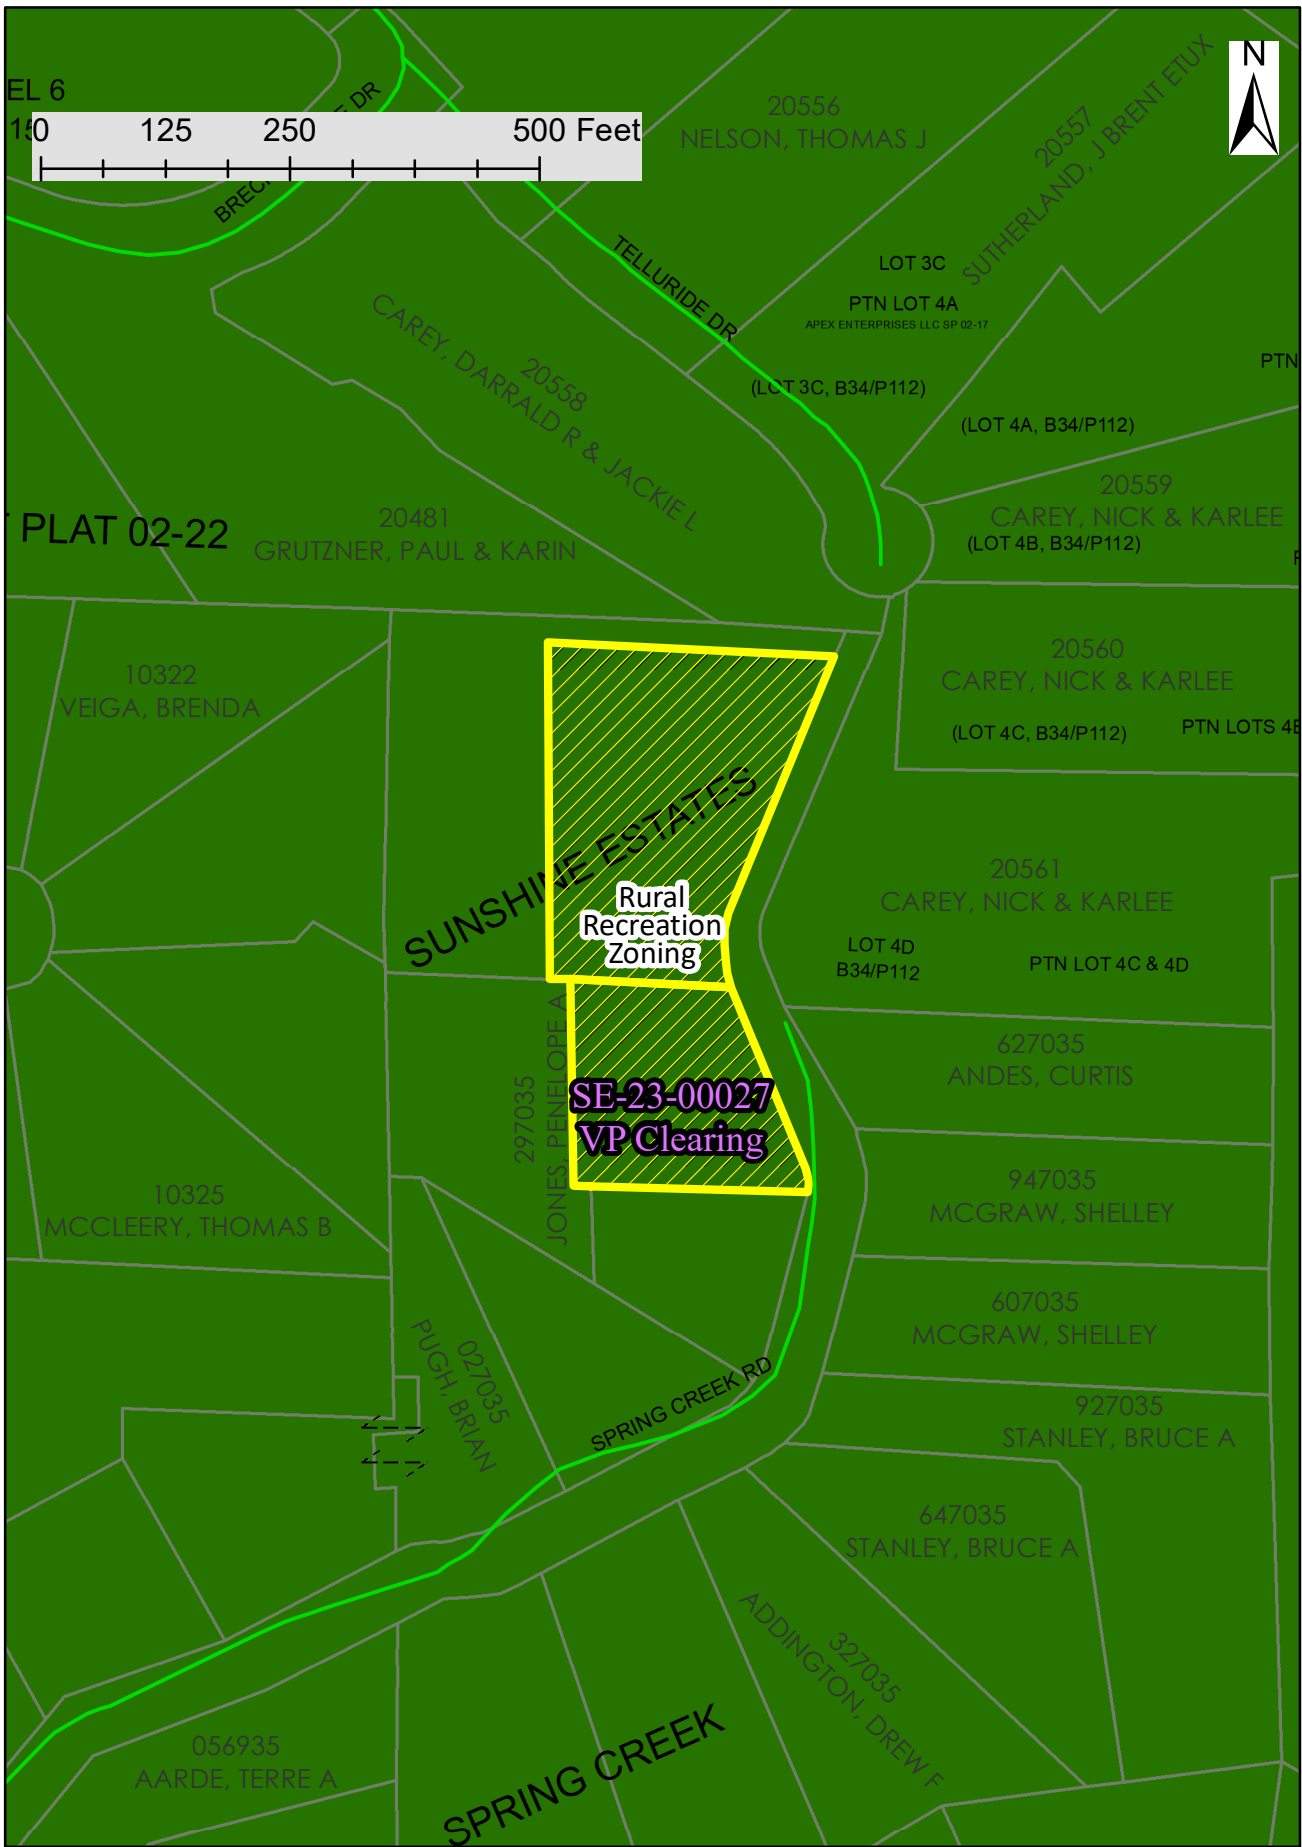 EL 6
150
125
250
500 Feet
N
20556
NELSON, THOMAS J
20557
SUTHERLAND, J BRENT ETUX
TELLURIDE DR
LOT 3C
PTN LOT 4A
APEX ENTERPRISES LLC SP 02-17
PTN
(LOT 3C, B34/P112)
(LOT 4A, B34/P112)
20558
CAREY, DARRALD R & JACKIE L
20559
CAREY, NICK & KARLEE
(LOT 4B, B34/P112)
PLAT 02-22
20481
GRUTZNER, PAUL & KARIN
10322
VEIGA, BRENDA
20560
CAREY, NICK & KARLEE
(LOT 4C, B34/P112)
PTN LOTS 4B
SUNSHINE ESTATES
Rural
Recreation
Zoning
20561
CAREY, NICK & KARLEE
LOT 4D
B34/P112
PTN LOT 4C & 4D
627035
ANDES, CURTIS
297035
JONES, PENELOPE A
SE-23-00027
VP Clearing
10325
MCCLEERY, THOMAS B
947035
MCGRAW, SHELLEY
607035
MCGRAW, SHELLEY
027035
PUGH, BRIAN
SPRING CREEK RD
927035
STANLEY, BRUCE A
647035
STANLEY, BRUCE A
327035
ADDINGTON, DREW F
056935
AARDE, TERRE A
SPRING CREEK